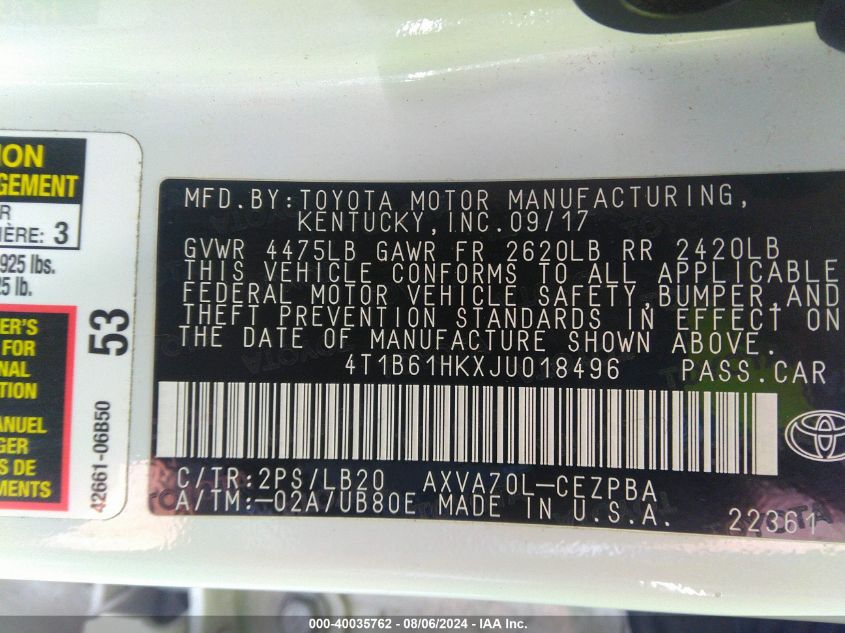 ION
GEMENT
R
IÈRE: 3
925 lbs.
5 lb.
ER'S
FOR
NAL
ATION
ANUEL
GER
S DE
EMENTS.
53
42661-06B50
MFD.BY:TOYOTA MOTOR MANUFACTURING,
KENTUCKY,INC.09/17
GVWR 4475LB GAWR FR 2620LB RR 2420LB
THIS VEHICLE CONFORMS TO ALL APPLICABLE
FEDERAL MOTOR VEHICLE SAFETY,BUMPER,AND
THEFT PREVENTION STANDARDS IN EFFECT ON
THE DATE OF MANUFACTURE SHOWN ABOVE.
4T1B61HKXJU018496 PASS.CAR
C/TR:2PS/LB20 AXVA70L-CEZPBA
A/TM:-02A/UB80E MADE IN U.S.A.
22361
000-40035762 - 08/06/2024 - IAA Inc.